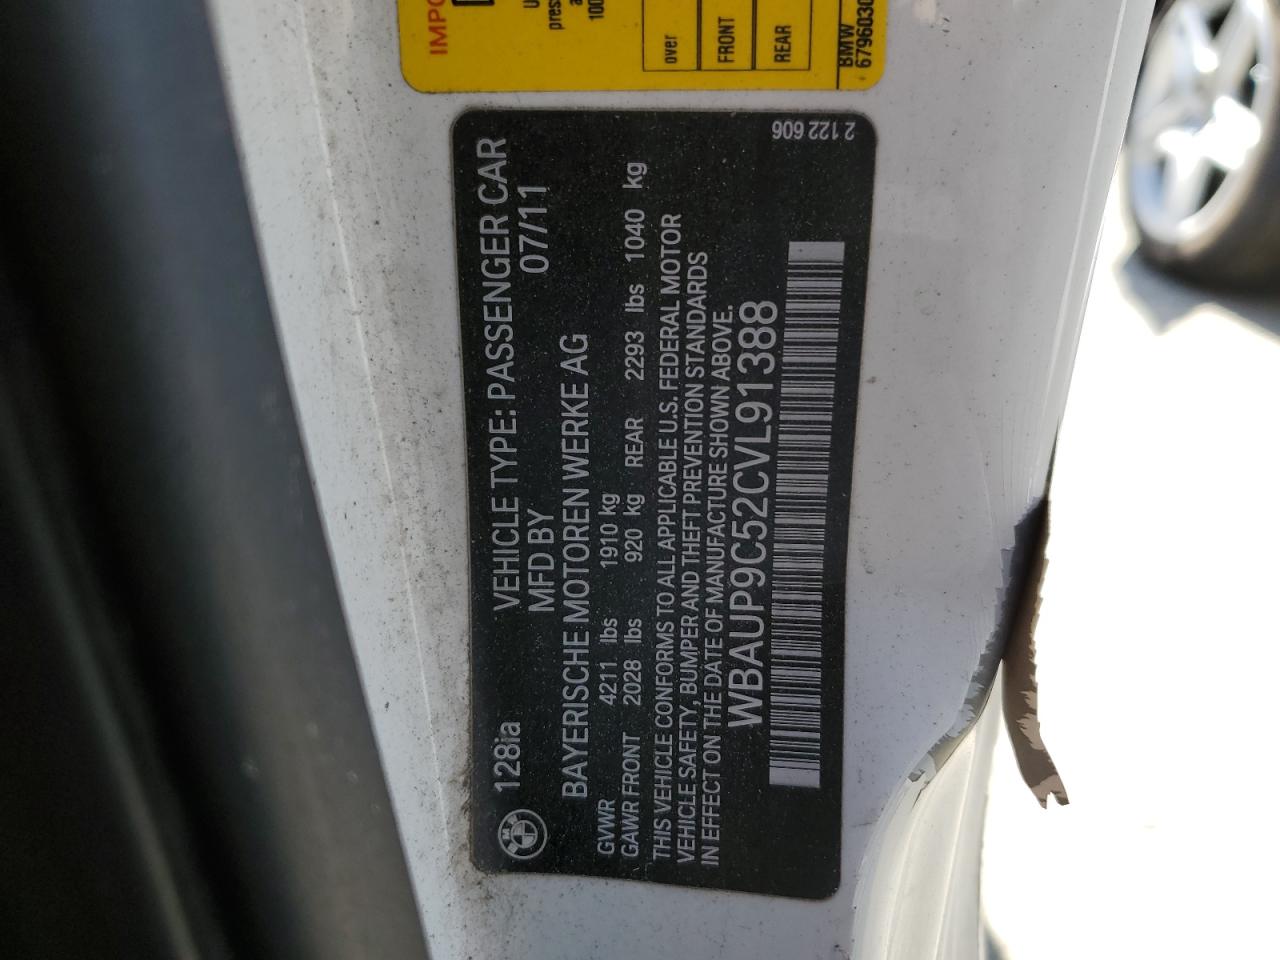 IMPO
over
FRONT
REAR
BMW
6796030
128ia
VEHICLE TYPE: PASSENGER CAR
MFD BY 07/11
BAYERISCHE MOTOREN WERKE AG
GVWR 4211 lbs 1910 kg
GAWR FRONT 2028 lbs 920 kg REAR 2293 lbs 1040 kg
THIS VEHICLE CONFORMS TO ALL APPLICABLE U.S. FEDERAL MOTOR
VEHICLE SAFETY, BUMPER AND THEFT PREVENTION STANDARDS
IN EFFECT ON THE DATE OF MANUFACTURE SHOWN ABOVE.
WBAUP9C52CVL91388
2 122 606